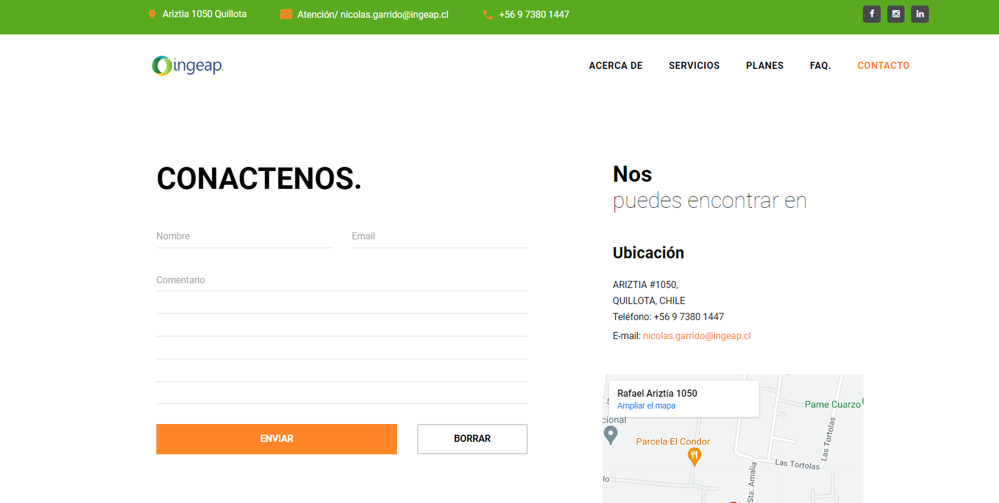 Ariztia 1050 Quillota
Atención/ nicolas.garrido@ingeap.cl
+56 9 7380 1447
ingeap.
ACERCA DE
SERVICIOS
PLANES
FAQ.
CONTACTO
CONACTENOS.
Nombre
Email
Comentario
ENVIAR
BORRAR
Nos
puedes encontrar en
Ubicación
ARIZTIA #1050,
QUILLOTA, CHILE
Teléfono: +56 9 7380 1447
E-mail: nicolas.garrido@ingeap.cl
Rafael Ariztía 1050
Ampliar el mapa
Pame Cuarzo
cional
Parcela El Condor
Las Tortolas
Las Tortolas
Sta. Amalia
lo